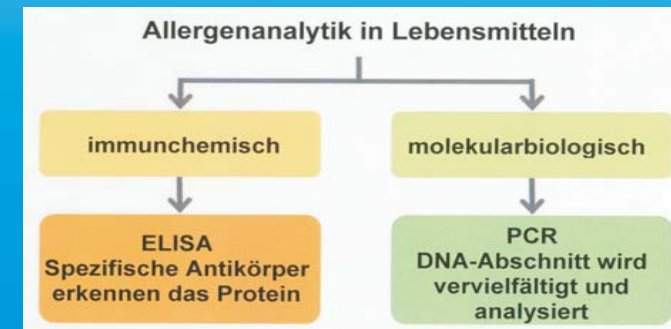 Allergenanalytik in Lebensmitteln
immunchemisch
molekularbiologisch
ELISA
Spezifische Antikörper
erkennen das Protein
PCR
DNA-Abschnitt wird
vervielfältigt und
analysiert